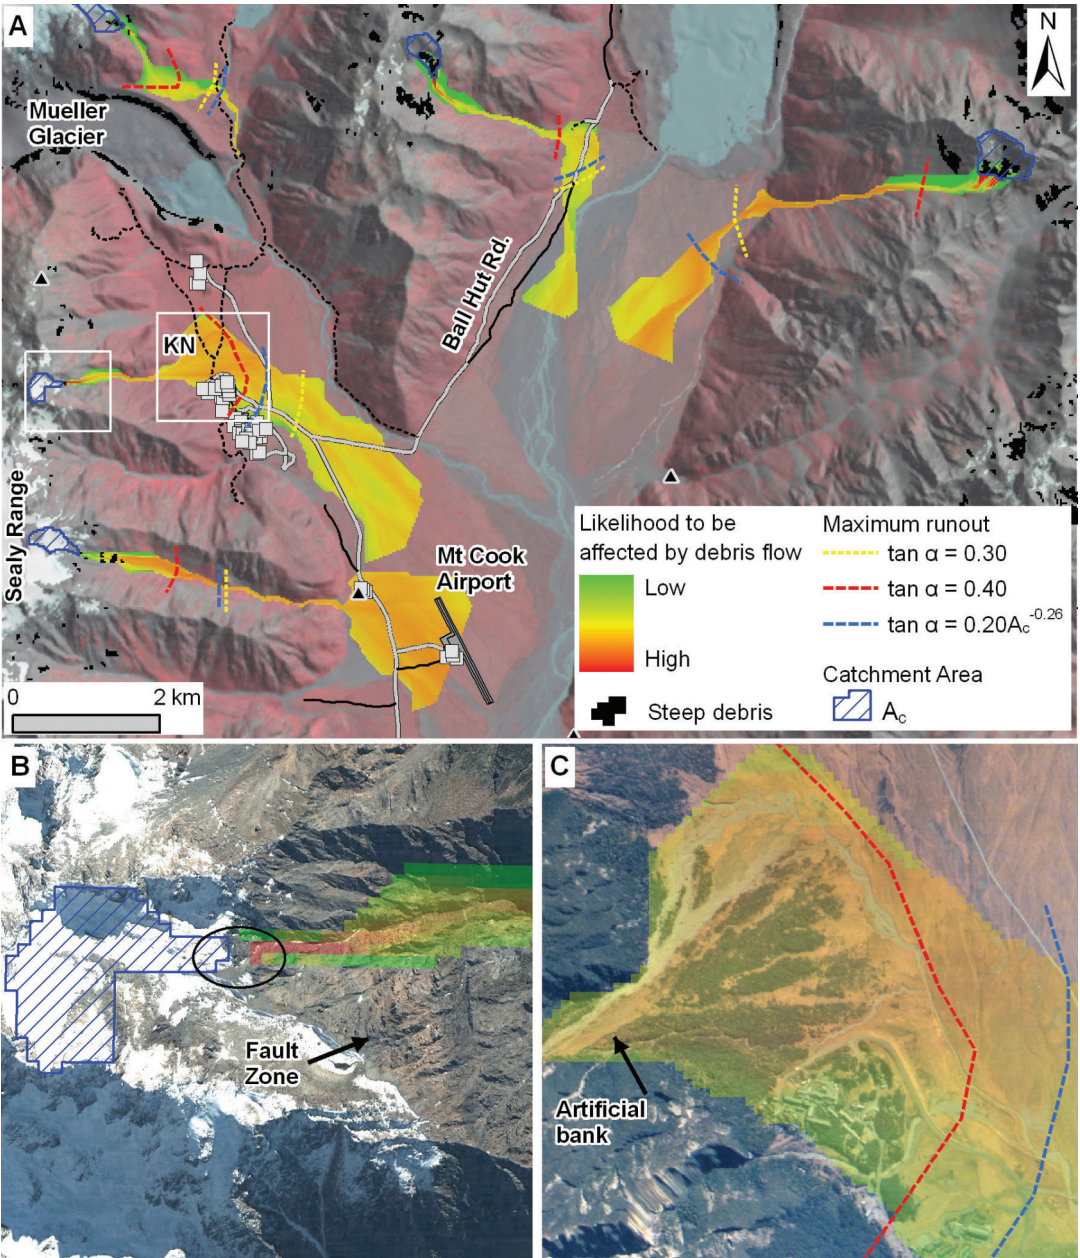 A
N
Mueller
Glacier
Ball Hut Rd.
KN
Sealy Range
Mt Cook
Airport
0 2 km
Likelihood to be
affected by debris flow
Low
High
Steep debris
Maximum runout
tan α = 0.30
tan α = 0.40
tan α = 0.20Ac-0.26
Catchment Area
Ac
B
Fault
Zone
C
Artificial
bank